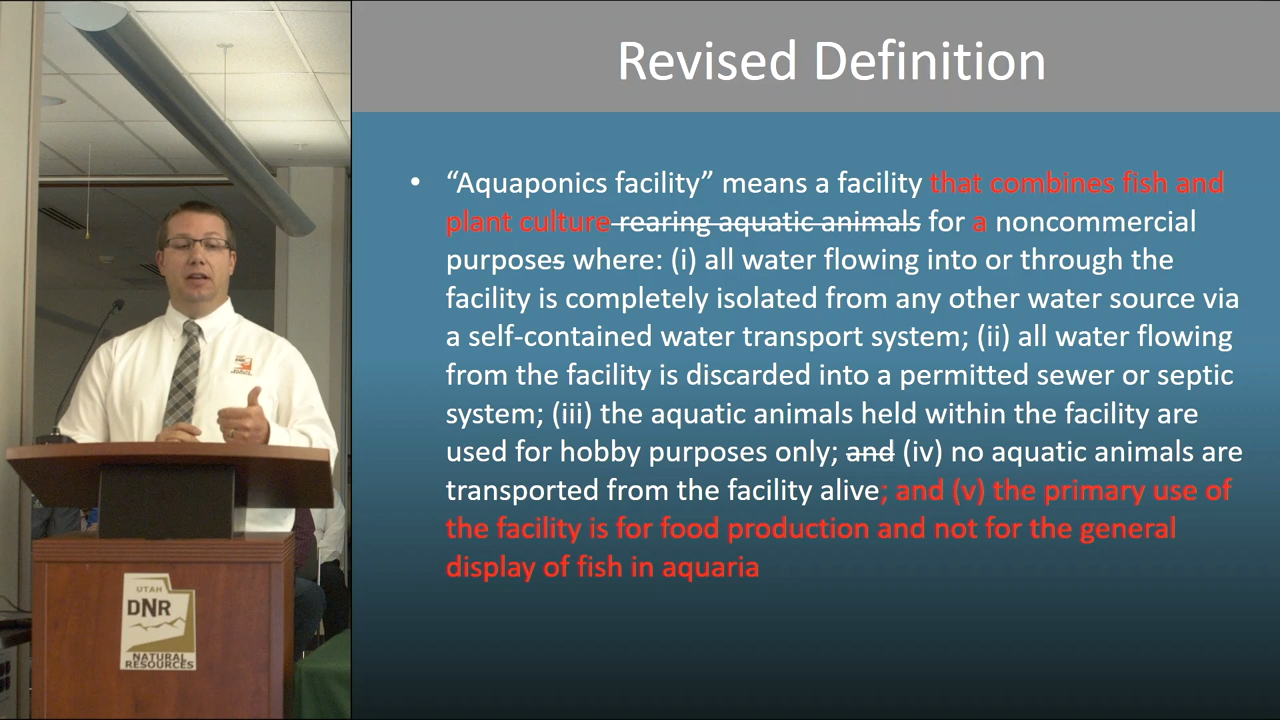 Revised Definition
• “Aquaponics facility” means a facility that combines fish and
plant culture rearing aquatic animals for a noncommercial
purposes where: (i) all water flowing into or through the
facility is completely isolated from any other water source via
a self-contained water transport system; (ii) all water flowing
from the facility is discarded into a permitted sewer or septic
system; (iii) the aquatic animals held within the facility are
used for hobby purposes only; and (iv) no aquatic animals are
transported from the facility alive; and (v) the primary use of
the facility is for food production and not for the general
display of fish in aquaria
DNR
UTAH
DNR
NATURAL
RESOURCES